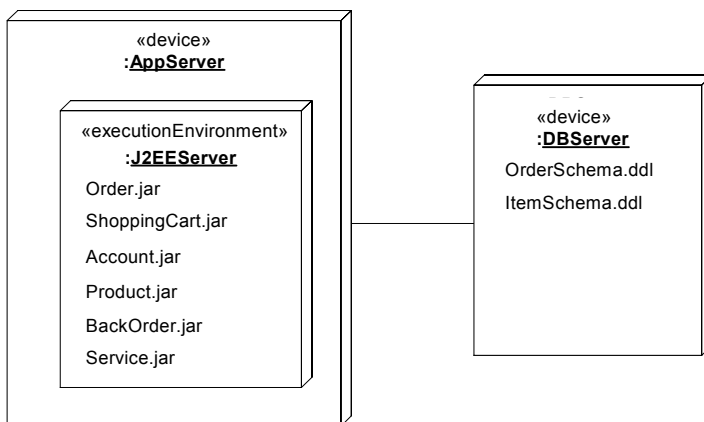 «device»
:AppServer
«executionEnvironment»
:J2EEServer
Order.jar
ShoppingCart.jar
Account.jar
Product.jar
BackOrder.jar
Service.jar
«device»
:DBServer
OrderSchema.ddl
ItemSchema.ddl